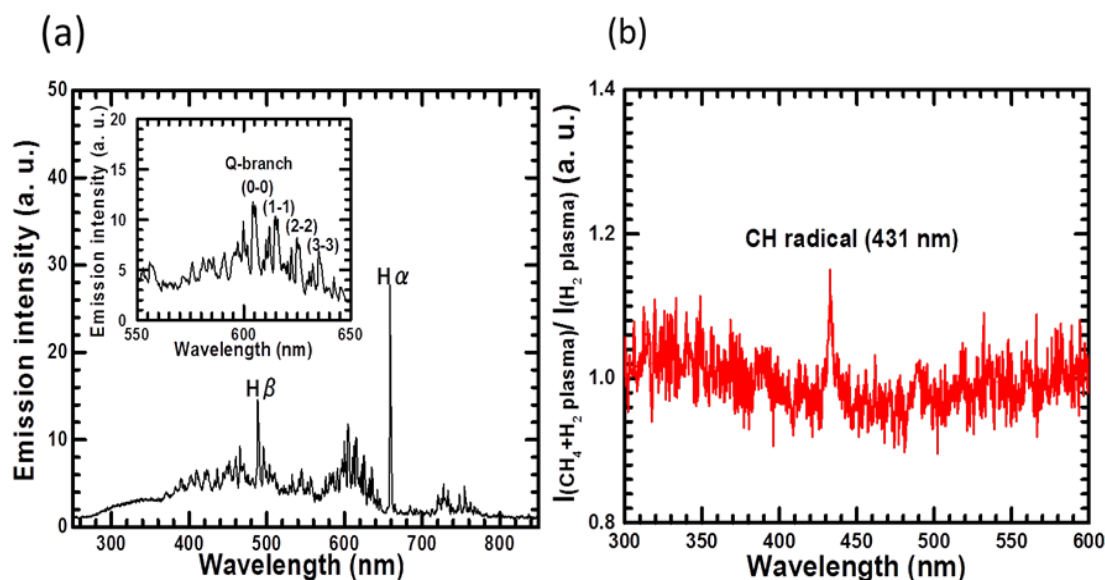 (a)
(b)
50
40
30
20
10
0
300 400 500 600 700 800
Emission intensity (a. u.)
Wavelength (nm)
Hα
Hβ
20
15
10
5
0
550 600 650
Emission intensity (a. u.)
Wavelength (nm)
Q-branch
(0-0)
(1-1)
(2-2)
(3-3)
1.4
1.2
1.0
0.8
300 350 400 450 500 550 600
I(CH₄+H₂ plasma)/ I(H₂ plasma) (a. u.)
Wavelength (nm)
CH radical (431 nm)